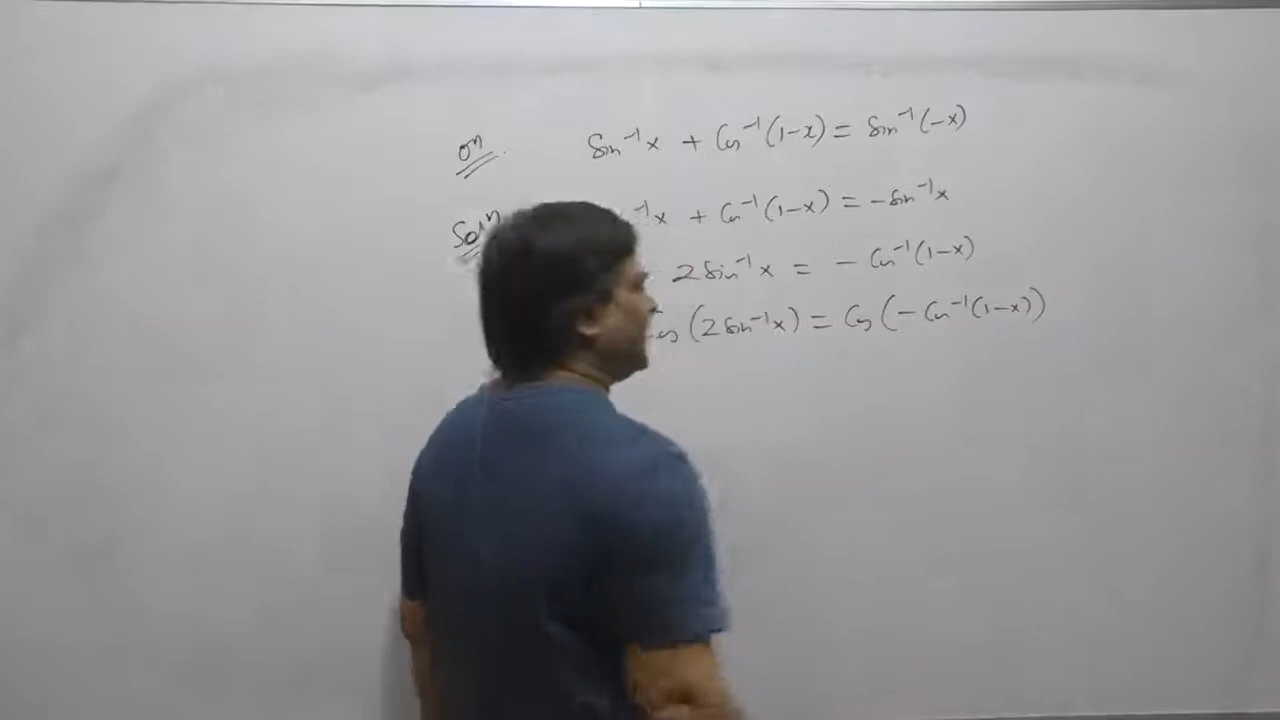 Qn. Sin⁻¹x + Cos⁻¹(1-x) = Sin⁻¹(-x)
Soln ⁻¹x + Cos⁻¹(1-x) = -Sin⁻¹x
2Sin⁻¹x = - Cos⁻¹(1-x)
Cos (2Sin⁻¹x) = Cos (- Cos⁻¹(1-x))